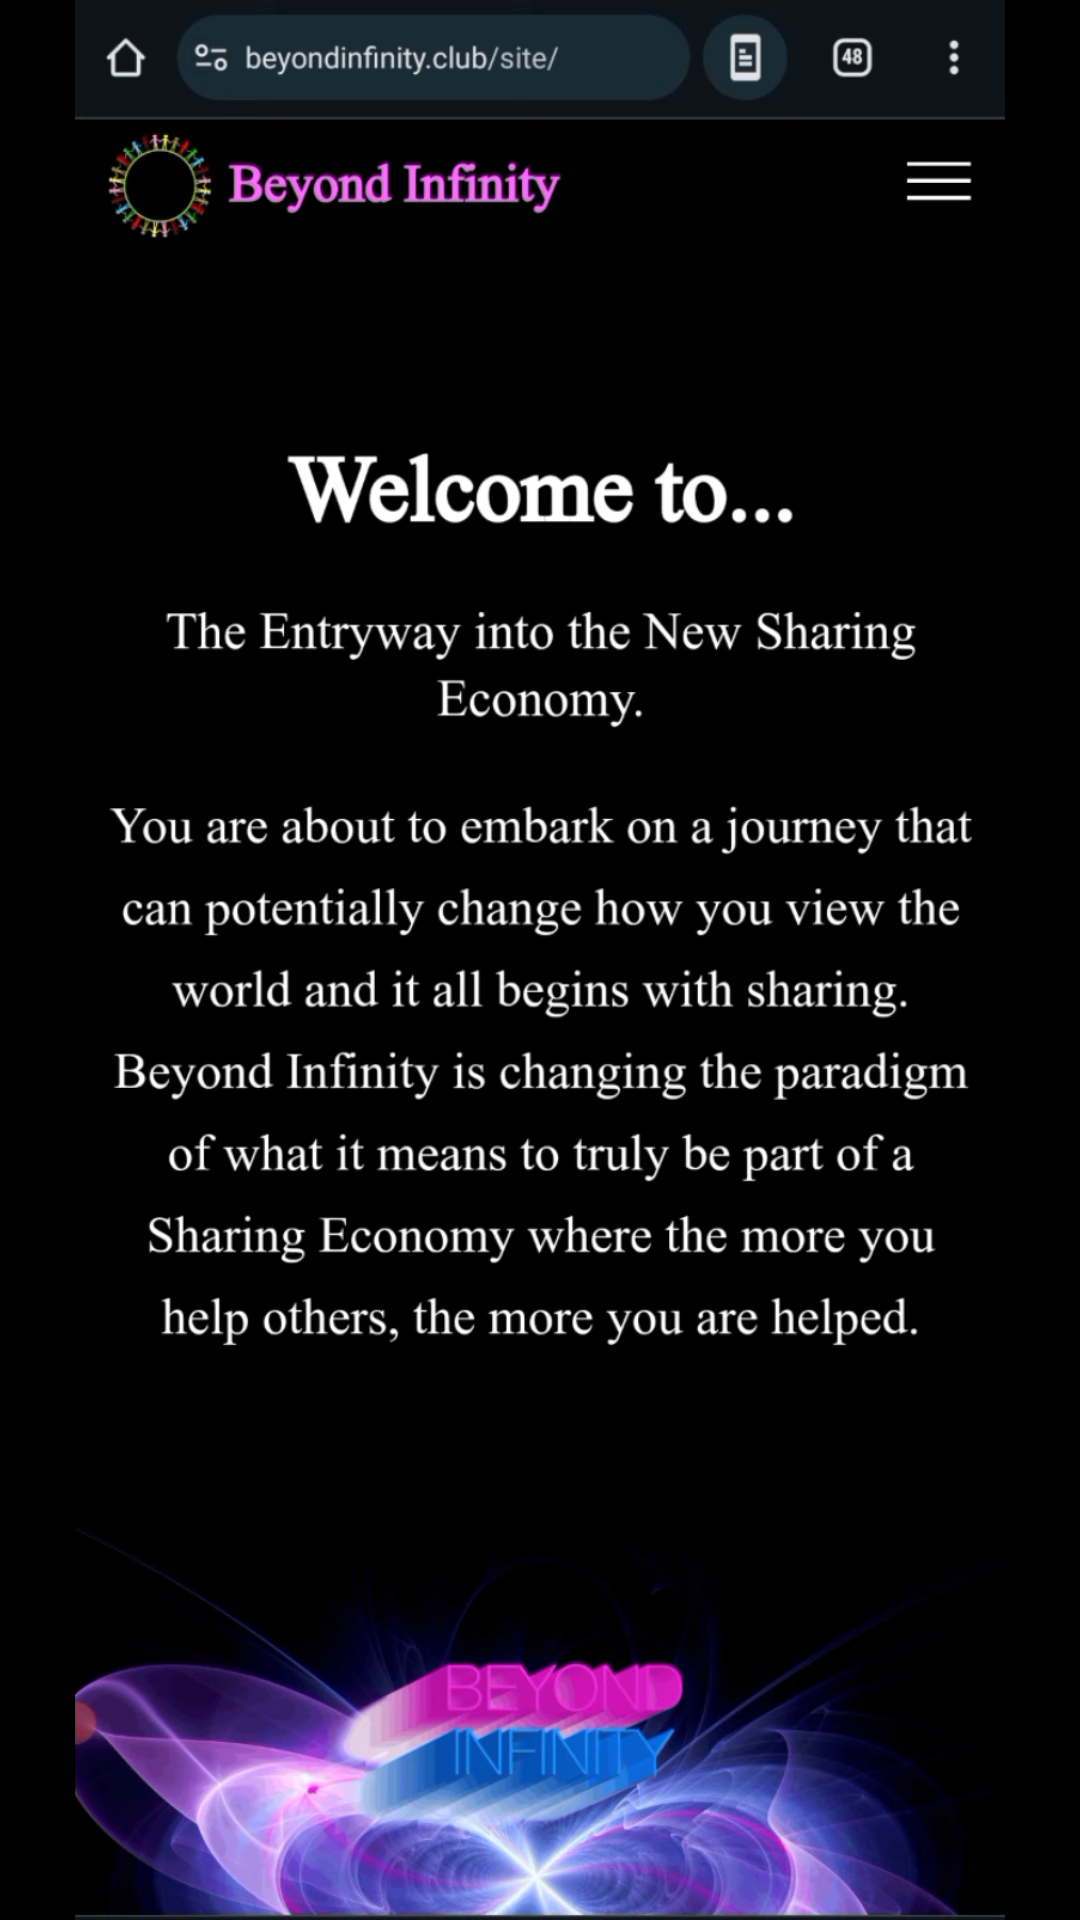 beyondinfinity.club/site/
48
Beyond Infinity
Welcome to...
The Entryway into the New Sharing
Economy.
You are about to embark on a journey that
can potentially change how you view the
world and it all begins with sharing.
Beyond Infinity is changing the paradigm
of what it means to truly be part of a
Sharing Economy where the more you
help others, the more you are helped.
BEYOND
INFINITY